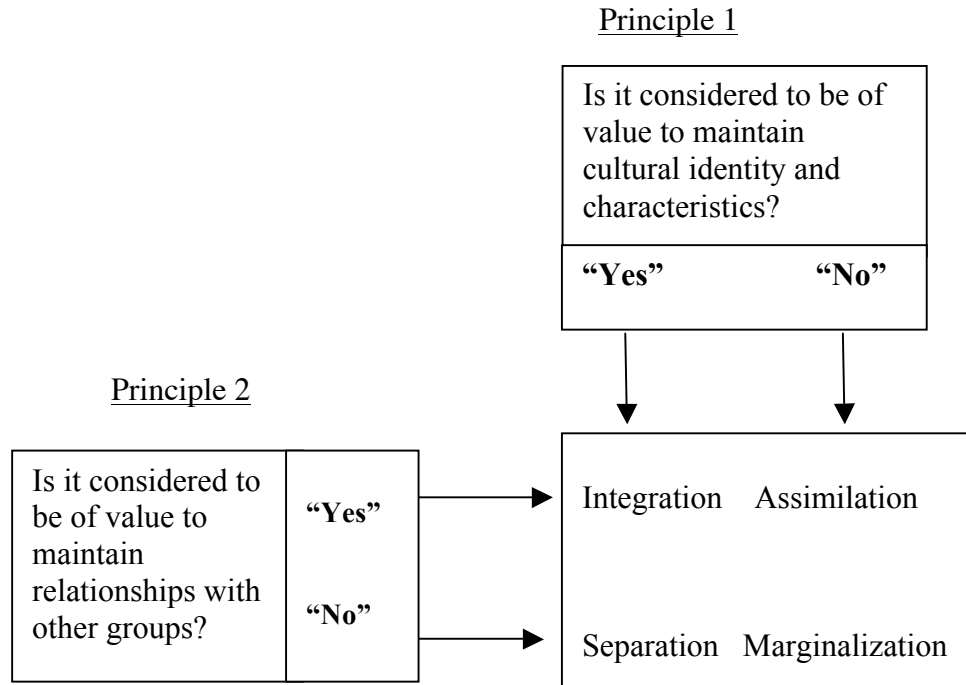 Principle 1
Is it considered to be of
value to maintain
cultural identity and
characteristics?
“Yes” “No”
Principle 2
Is it considered to
be of value to
maintain
relationships with
other groups?
“Yes”
“No”
Integration Assimilation
Separation Marginalization